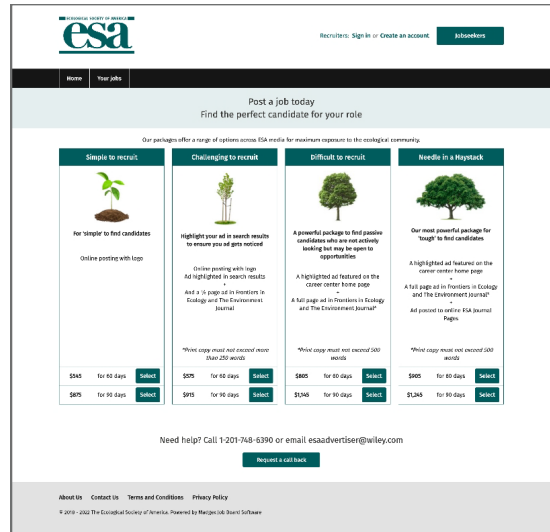 ECOLOGICAL SOCIETY OF AMERICA
esa
Recruiters: Sign in or Create an account
Jobseekers
Home
Your jobs
Post a job today
Find the perfect candidate for your role
Our packages offer a range of options across ESA media for maximum exposure to the ecological community.
Simple to recruit
For 'simple' to find candidates
Online posting with logo
$545 for 60 days Select
$875 for 90 days Select
Challenging to recruit
Highlight your ad in search results
to ensure you ad gets noticed
Online posting with logo
Ad highlighted in search results
+
And a ½ page ad in Frontiers in
Ecology and The Environment
Journal
*Print copy must not exceed more
than 250 words
$575 for 60 days Select
$915 for 90 days Select
Difficult to recruit
A powerful package to find passive
candidates who are not actively
looking but may be open to
opportunities
A highlighted ad featured on the
career center home page
+
A full page ad in Frontiers in Ecology
and The Environment Journal*
*Print copy must not exceed 500
words
$805 for 60 days Select
$1,145 for 90 days Select
Needle in a Haystack
Our most powerful package for
'tough' to find candidates
A highlighted ad featured on the
career center home page
+
A full page ad in Frontiers in Ecology
and The Environment Journal*
+
Ad posted to online ESA Journal
Pages.
*Print copy must not exceed 500
words
$905 for 60 days Select
$1,245 for 90 days Select
Need help? Call 1-201-748-6390 or email esaadvertiser@wiley.com
Request a call back
About Us Contact Us Terms and Conditions Privacy Policy
© 2010 - 2022 The Ecological Society of America. Powered by Madgex Job Board Software